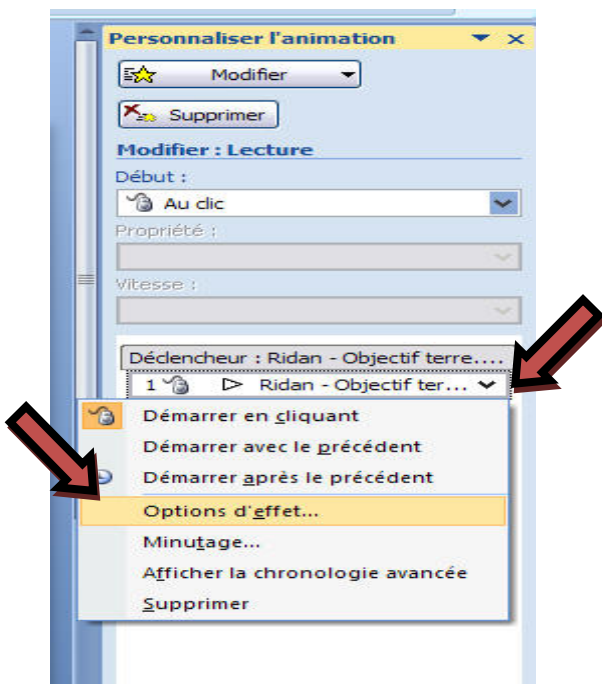 Personnaliser l'animation
Modifier
Supprimer
Modifier : Lecture
Début :
Au clic
Propriété :
Vitesse :
Déclencheur : Ridan - Objectif terre....
1 Ridan - Objectif ter...
Démarrer en cliquant
Démarrer avec le précédent
Démarrer après le précédent
Options d'effet...
Minutage...
Afficher la chronologie avancée
Supprimer